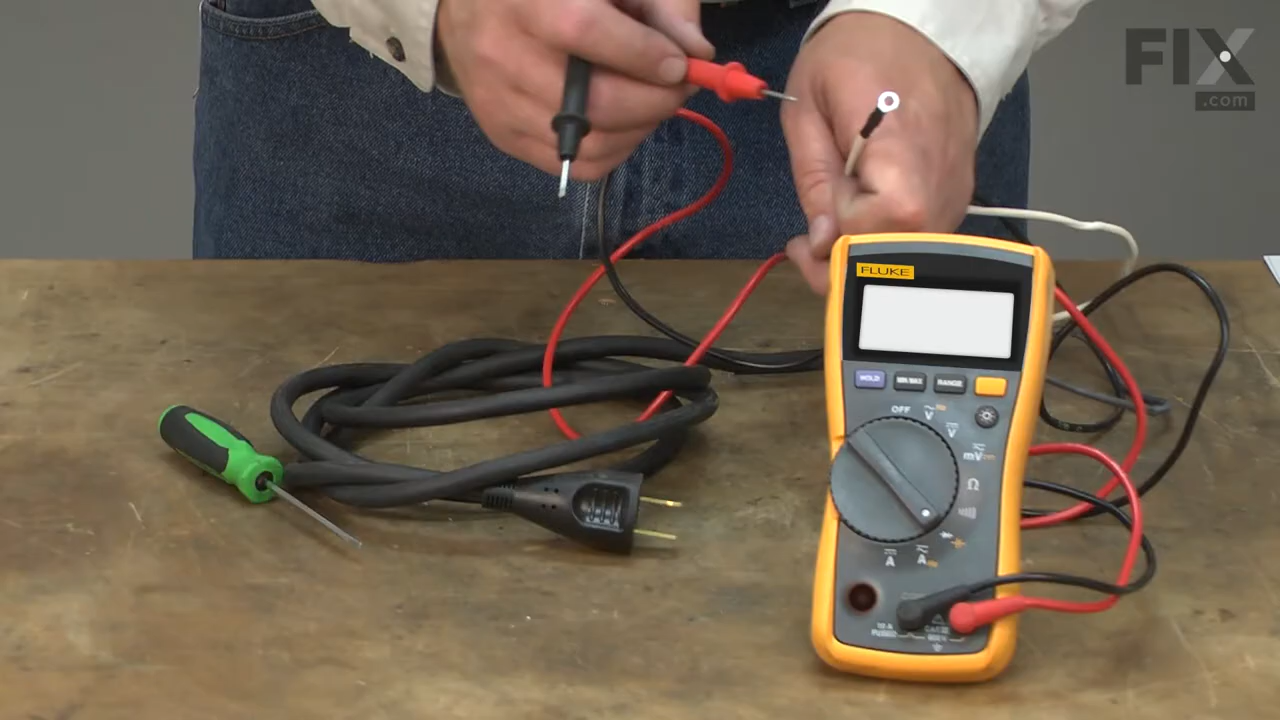 FIX
.com
FLUKE
HOLD
MIN MAX
RANGE
OFF
V
V
mV
Ω
A
A